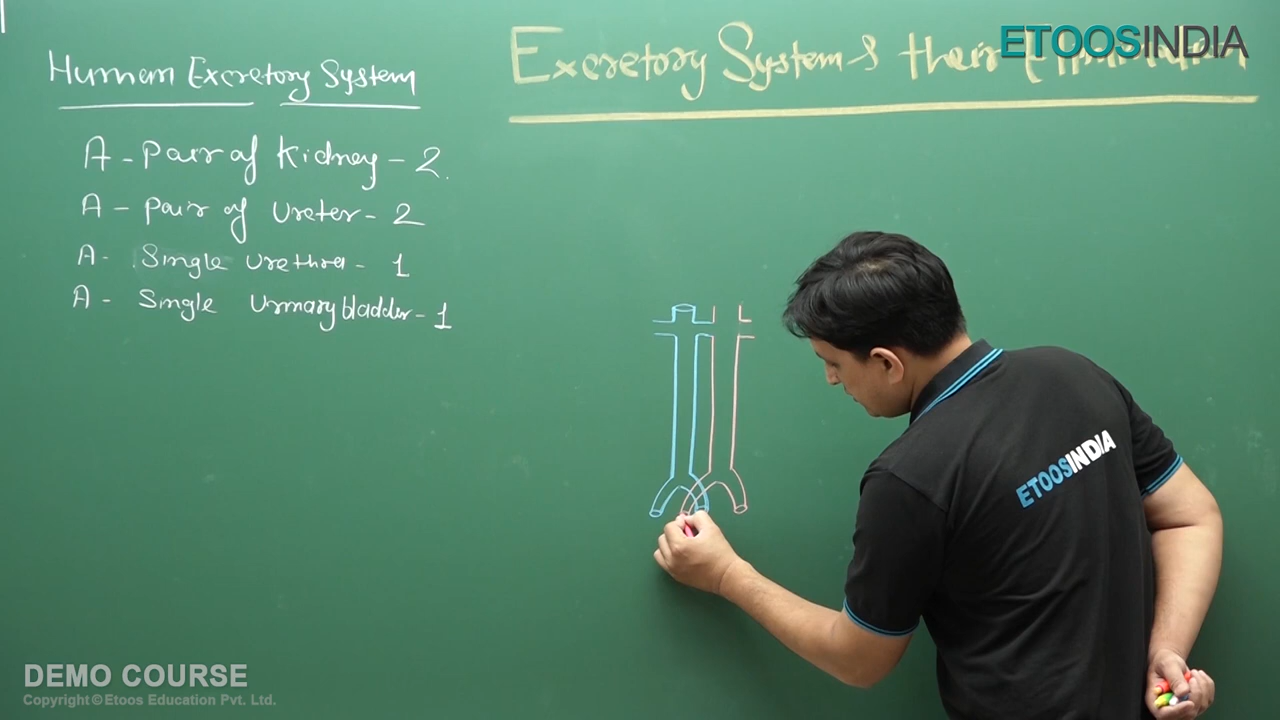 ETOOSINDIA
Excretory System & their
Human Excretory System
A - Pair of Kidney - 2.
A - Pair of Ureter - 2
A - Single Urethra - 1
A - Single Urinary bladder - 1
ETOOSINDIA
DEMO COURSE
Copyright © Etoos Education Pvt. Ltd.